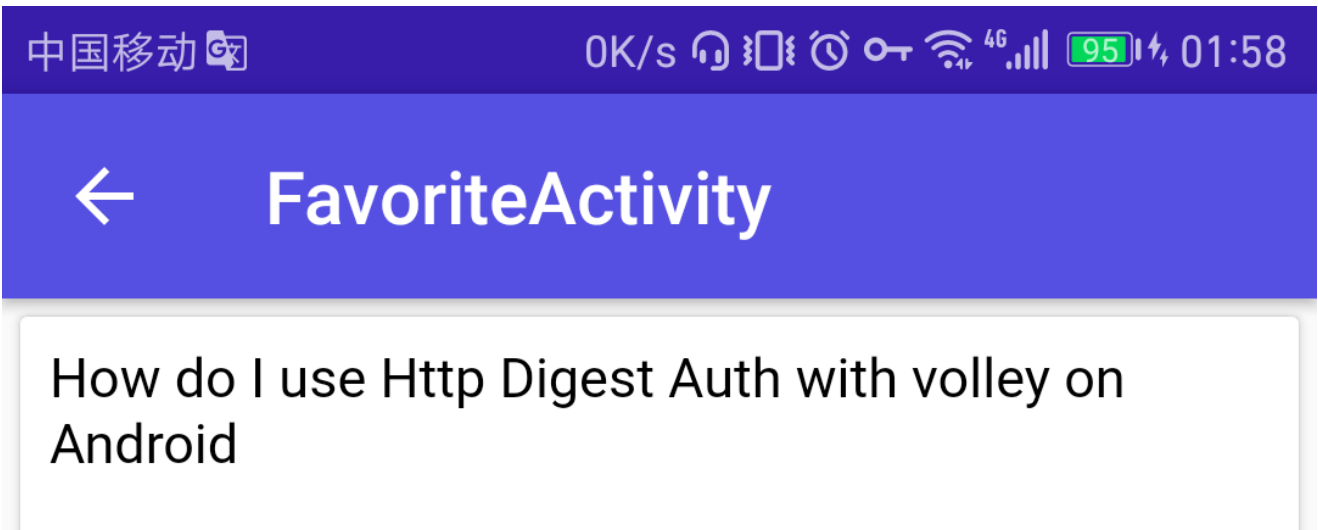 中国移动 0K/s 4G 95 01:58
FavoriteActivity
How do I use Http Digest Auth with volley on
Android